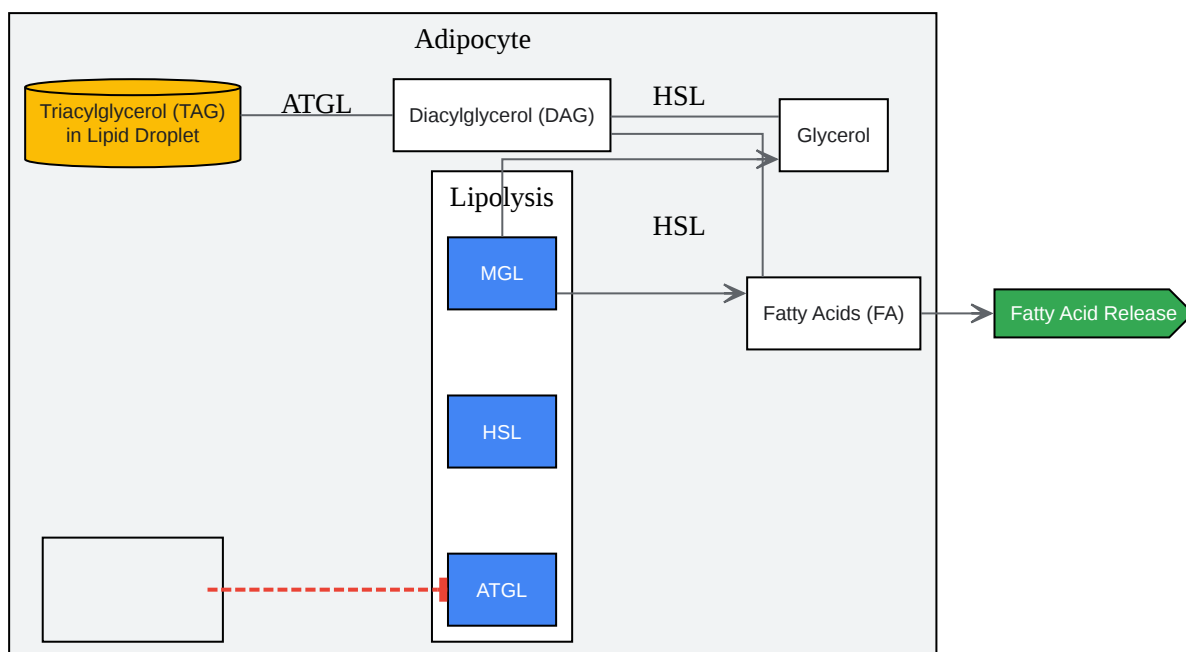 Adipocyte
Triacylglycerol (TAG)
in Lipid Droplet
ATGL
Diacylglycerol (DAG)
HSL
Glycerol
Lipolysis
HSL
MGL
Fatty Acids (FA)
Fatty Acid Release
HSL
ATGL